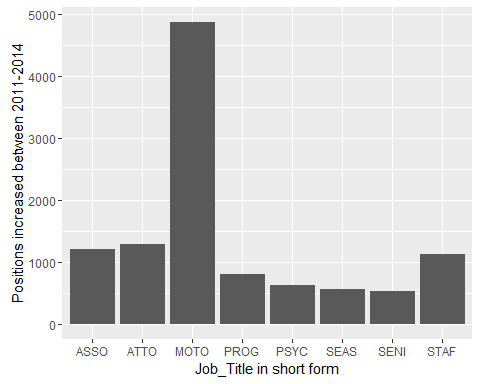 Positions increased between 2011-2014
5000
4000
3000
2000
1000
0
ASSO ATTO MOTO PROG PSYC SEAS SENI STAF
Job_Title in short form